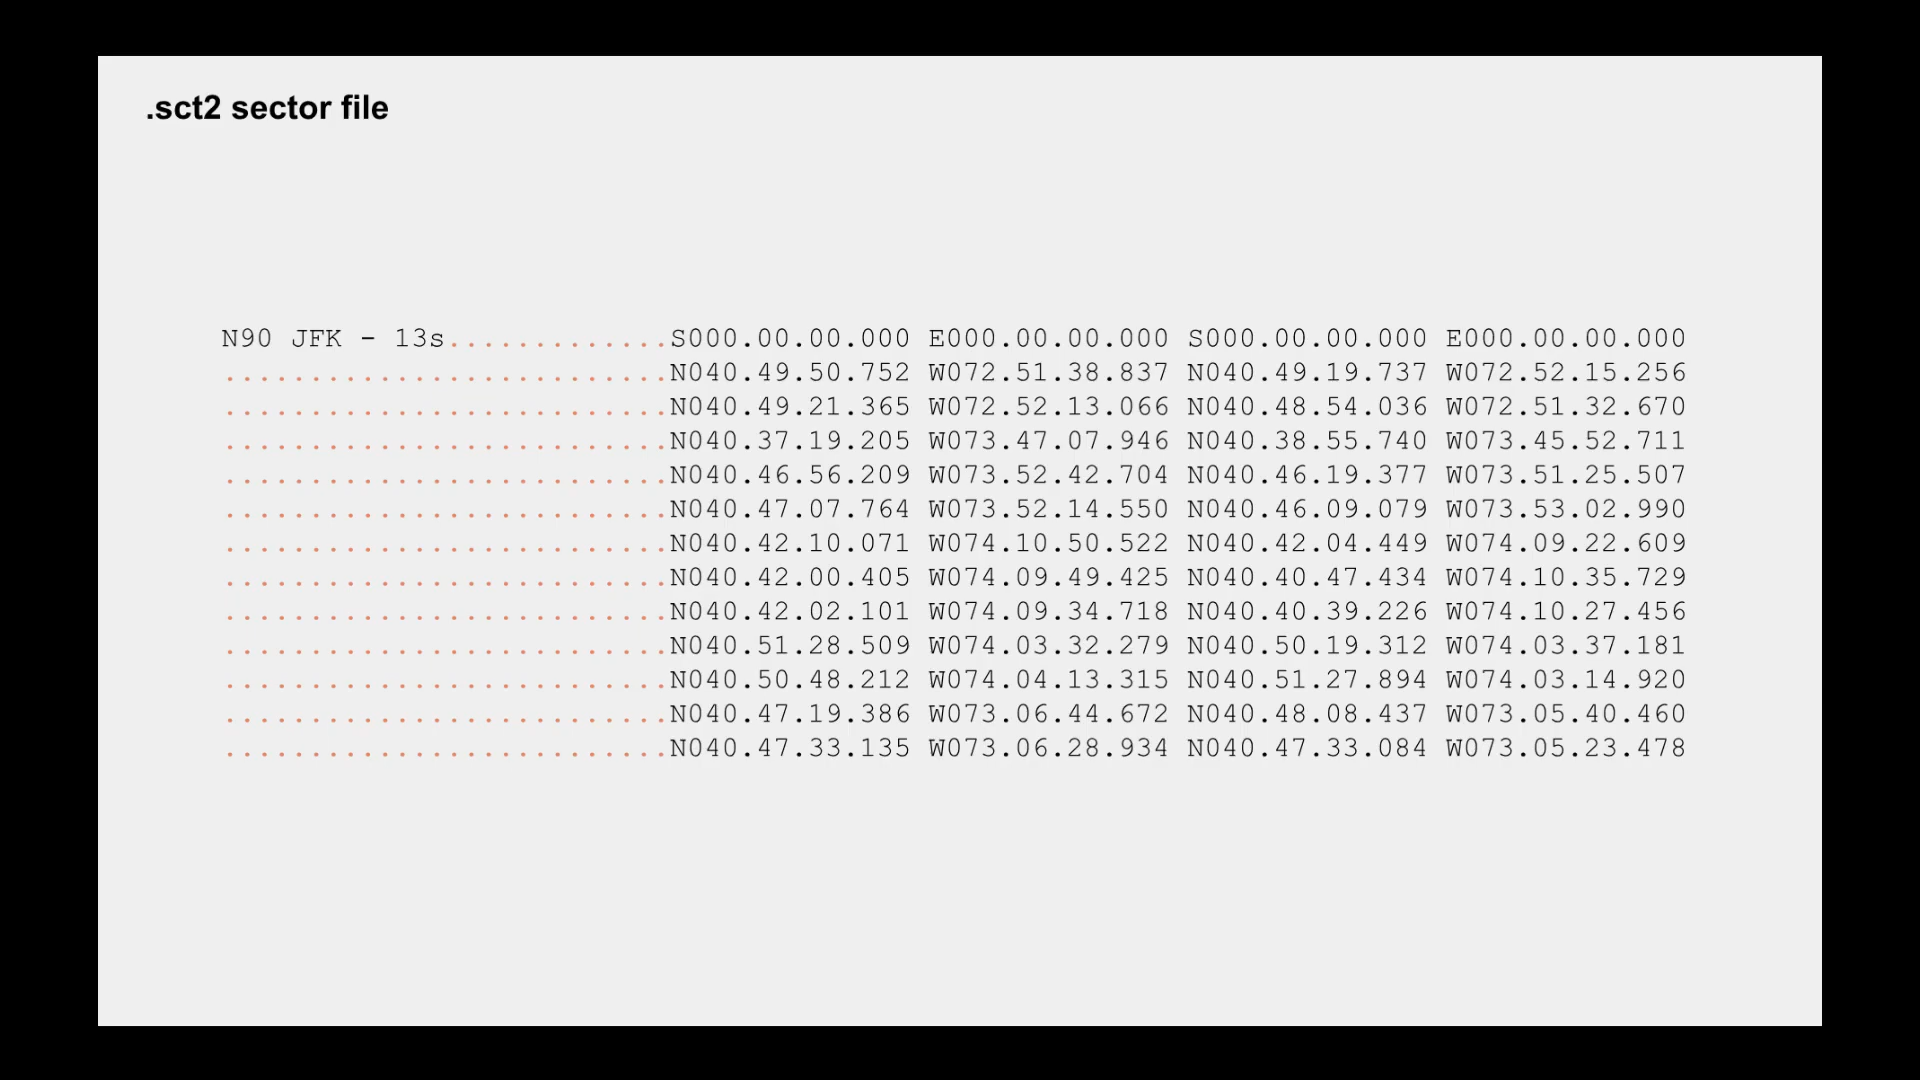 .sct2 sector file
N90 JFK - 13s.............S000.00.00.000 E000.00.00.000 S000.00.00.000 E000.00.00.000
..........................N040.49.50.752 W072.51.38.837 N040.49.19.737 W072.52.15.256
..........................N040.49.21.365 W072.52.13.066 N040.48.54.036 W072.51.32.670
..........................N040.37.19.205 W073.47.07.946 N040.38.55.740 W073.45.52.711
..........................N040.46.56.209 W073.52.42.704 N040.46.19.377 W073.51.25.507
..........................N040.47.07.764 W073.52.14.550 N040.46.09.079 W073.53.02.990
..........................N040.42.10.071 W074.10.50.522 N040.42.04.449 W074.09.22.609
..........................N040.42.00.405 W074.09.49.425 N040.40.47.434 W074.10.35.729
..........................N040.42.02.101 W074.09.34.718 N040.40.39.226 W074.10.27.456
..........................N040.51.28.509 W074.03.32.279 N040.50.19.312 W074.03.37.181
..........................N040.50.48.212 W074.04.13.315 N040.51.27.894 W074.03.14.920
..........................N040.47.19.386 W073.06.44.672 N040.48.08.437 W073.05.40.460
..........................N040.47.33.135 W073.06.28.934 N040.47.33.084 W073.05.23.478